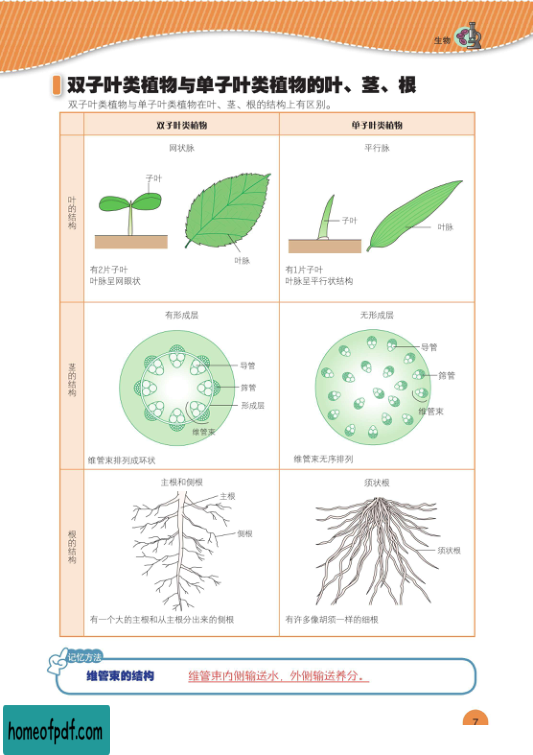 生物
双子叶类植物与单子叶类植物的叶、茎、根
双子叶类植物与单子叶类植物在叶、茎、根的结构上有区别。
双子叶类植物
单子叶类植物
叶的结构
网状脉
子叶
叶脉
有2片子叶
叶脉呈网眼状
平行脉
子叶
叶脉
有1片子叶
叶脉呈平行状结构
茎的结构
有形成层
导管
筛管
形成层
维管束
维管束排列成环状
无形成层
导管
筛管
维管束
维管束无序排列
根的结构
主根和侧根
主根
侧根
有一个大的主根和从主根分出来的侧根
须状根
须状根
有许多像胡须一样的细根
记忆方法
维管束的结构
维管束内侧输送水，外侧输送养分。
7
homeofpdf.com